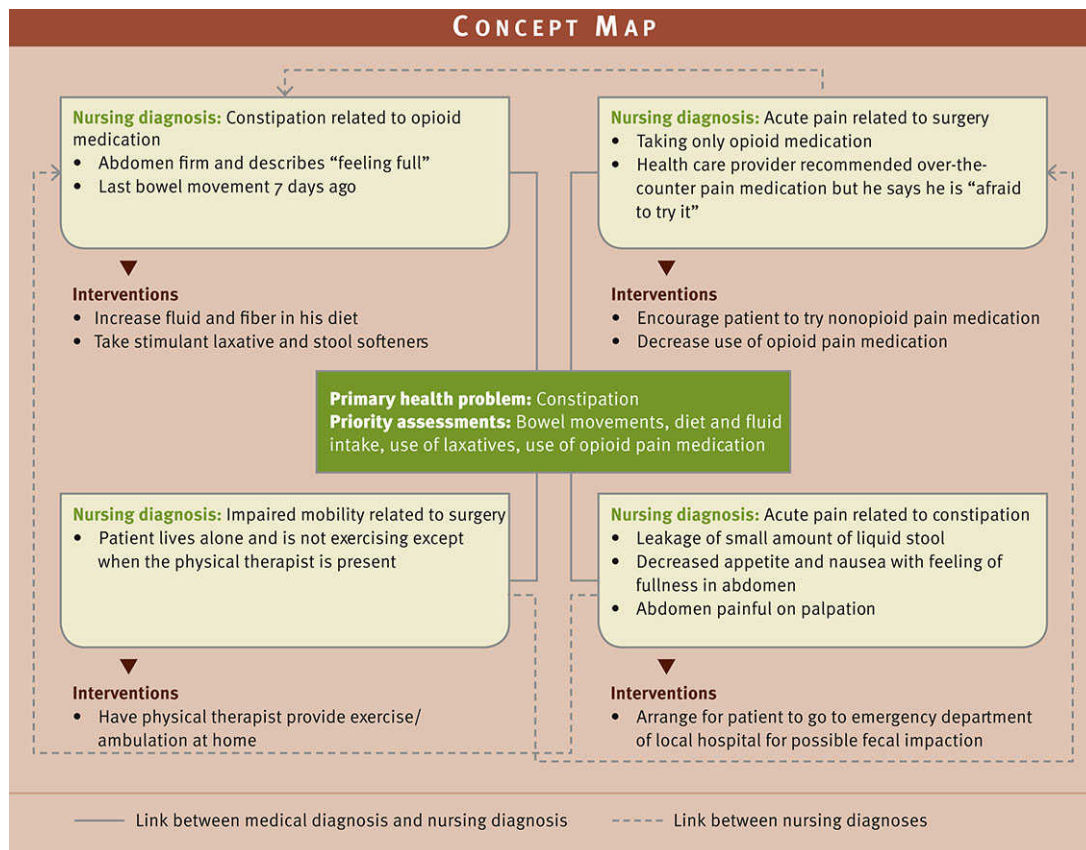 CONCEPT MAP
Nursing diagnosis: Constipation related to opioid
medication
• Abdomen firm and describes “feeling full”
• Last bowel movement 7 days ago
Interventions
• Increase fluid and fiber in his diet
• Take stimulant laxative and stool softeners
Nursing diagnosis: Acute pain related to surgery
• Taking only opioid medication
• Health care provider recommended over-the-
counter pain medication but he says he is “afraid
to try it”
Interventions
• Encourage patient to try nonopioid pain medication
• Decrease use of opioid pain medication
Primary health problem: Constipation
Priority assessments: Bowel movements, diet and fluid
intake, use of laxatives, use of opioid pain medication
Nursing diagnosis: Impaired mobility related to surgery
• Patient lives alone and is not exercising except
when the physical therapist is present
Interventions
• Have physical therapist provide exercise/
ambulation at home
Nursing diagnosis: Acute pain related to constipation
• Leakage of small amount of liquid stool
• Decreased appetite and nausea with feeling of
fullness in abdomen
• Abdomen painful on palpation
Interventions
• Arrange for patient to go to emergency department
of local hospital for possible fecal impaction
Link between medical diagnosis and nursing diagnosis
Link between nursing diagnoses